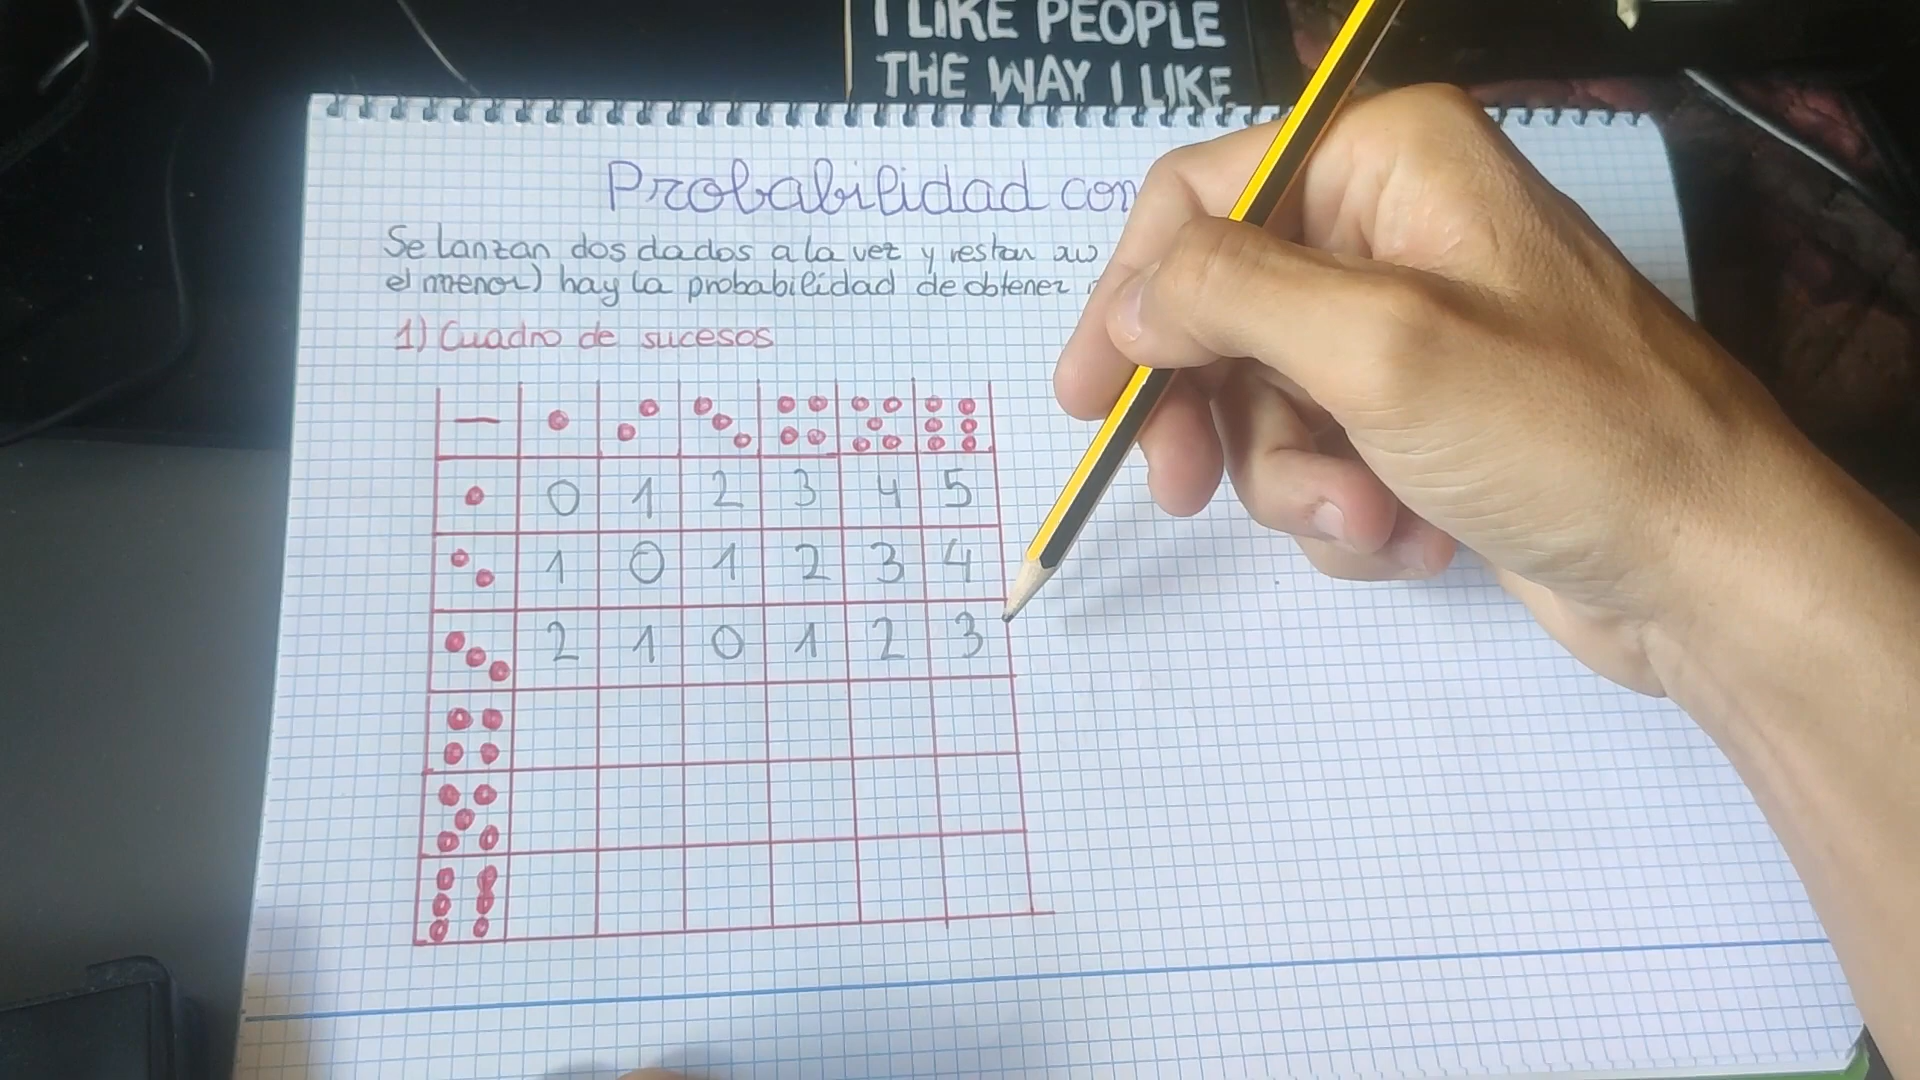 I LIKE PEOPLE
THE WAY I LIKE
Probabilidad con
Se lanzan dos dados a la vez y restan
el menor) hay la probabilidad de obtener
1) Cuadro de sucesos
—
0 1 2 3 4 5
1 0 1 2 3 4
2 1 0 1 2 3